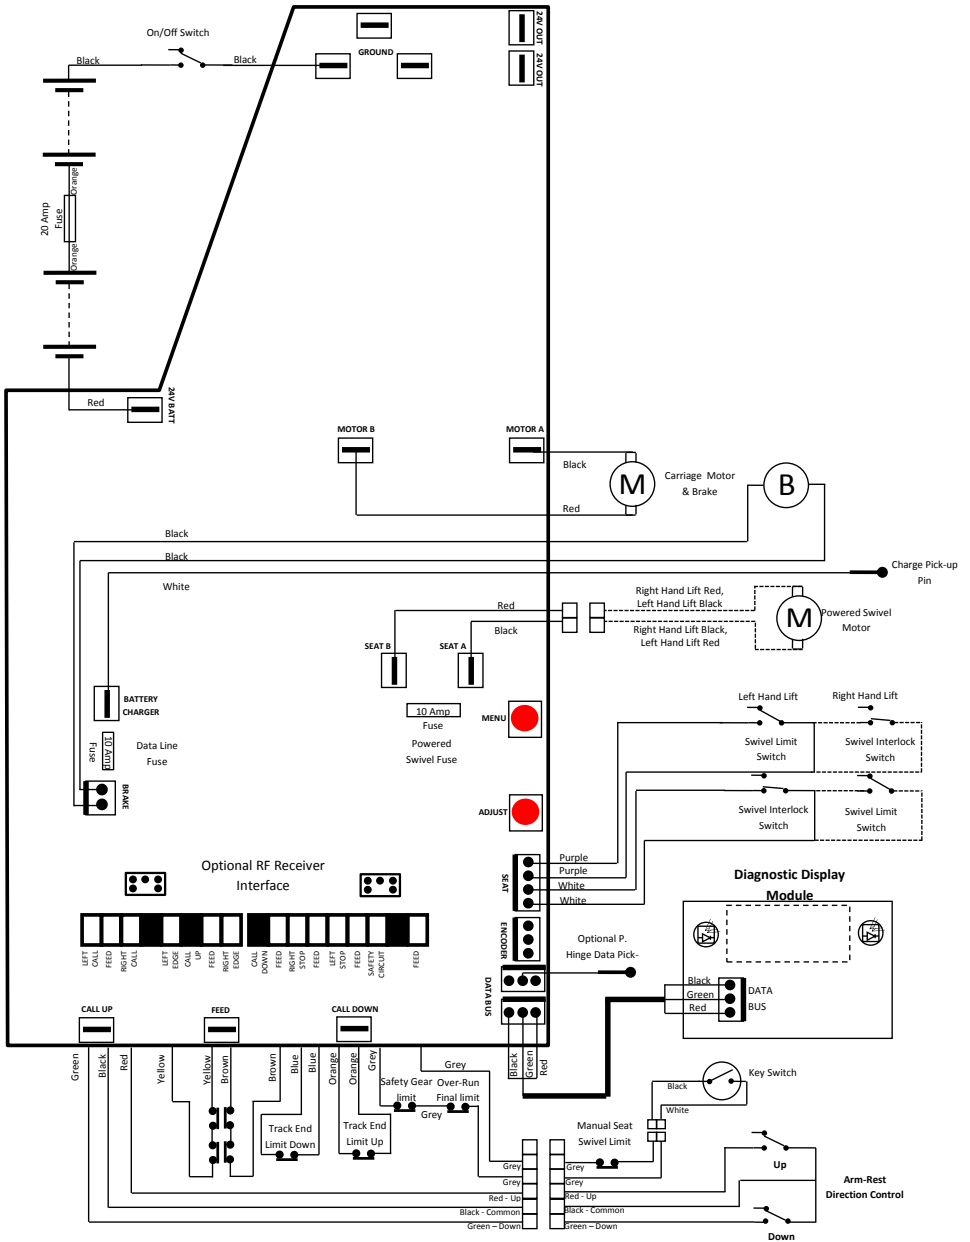 On/Off Switch
Black
Black
GROUND
24V OUT
24V OUT
Orange
20 Amp
Fuse
Orange
Red
24V BATT
MOTOR B
MOTOR A
Black
Red
M
Carriage Motor
& Brake
B
Black
Black
White
Charge Pick-up
Pin
Right Hand Lift Red,
Left Hand Lift Black
Red
Black
Right Hand Lift Black,
Left Hand Lift Red
M
Powered Swivel
Motor
SEAT B
SEAT A
BATTERY
CHARGER
10 Amp
Fuse
Data Line
Fuse
10 Amp
Fuse
Powered
Swivel Fuse
MENU
BRAKE
ADJUST
Left Hand Lift
Right Hand Lift
Swivel Limit
Switch
Swivel Interlock
Switch
Swivel Interlock
Switch
Swivel Limit
Switch
Optional RF Receiver
Interface
SEAT
Purple
Purple
White
White
ENCODER
DATA BUS
Optional P.
Hinge Data Pick-
Diagnostic Display
Module
Black
Green
Red
DATA
BUS
LEFT
CALL
FEED
RIGHT
CALL
LEFT
EDGE
CALL
UP
FEED
RIGHT
EDGE
CALL
DOWN
FEED
RIGHT
STOP
FEED
LEFT
STOP
FEED
SAFETY
CIRCUIT
FEED
CALL UP
FEED
CALL DOWN
Green
Black
Red
Yellow
Yellow
Brown
Brown
Blue
Blue
Orange
Orange
Grey
Grey
Black
Green
Red
Safety Gear
limit
Over-Run
Final limit
Grey
Track End
Limit Down
Track End
Limit Up
Key Switch
Black
White
Manual Seat
Swivel Limit
Grey
Grey
Red - Up
Black - Common
Green – Down
Grey
Grey
Red - Up
Black - Common
Green – Down
Up
Arm-Rest
Direction Control
Down